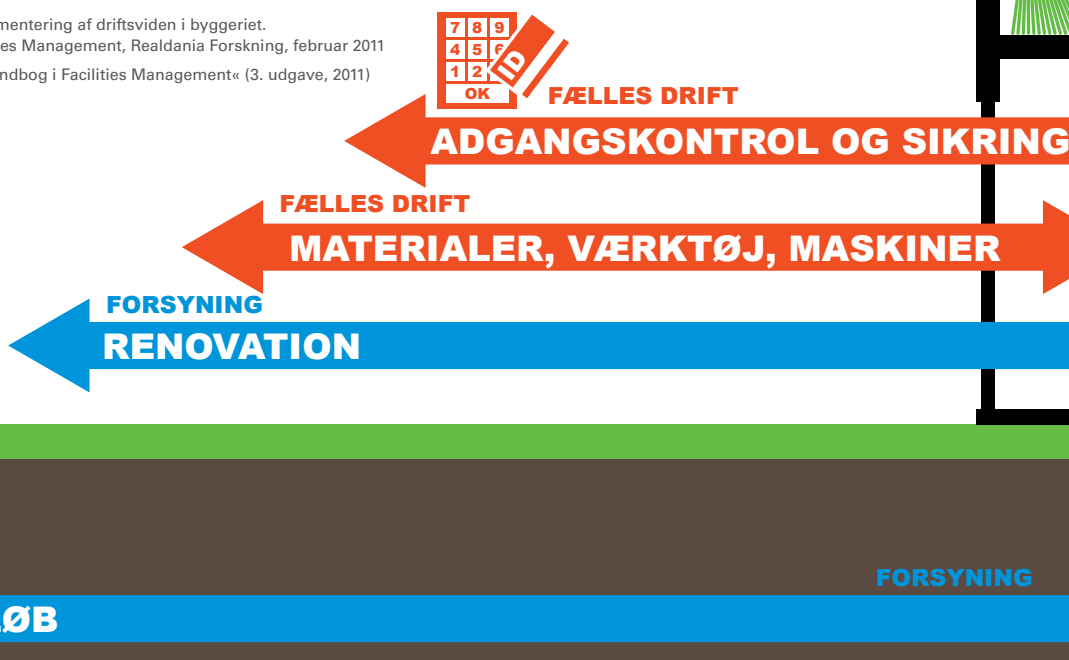 mentering af driftsviden i byggeriet.
es Management, Realdania Forskning, februar 2011
ndbog i Facilities Management« (3. udgave, 2011)
7 8 9
4 5 6
1 2
OK
ID
FÆLLES DRIFT
ADGANGSKONTROL OG SIKRING
FÆLLES DRIFT
MATERIALER, VÆRKTØJ, MASKINER
FORSYNING
RENOVATION
FORSYNING
ØB